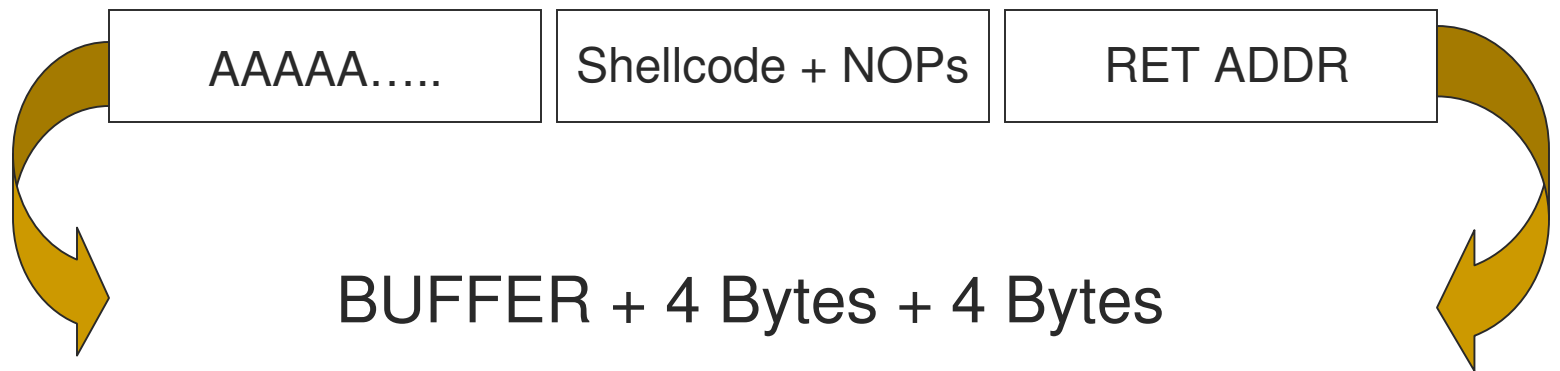 AAAAA.....
Shellcode + NOPs
RET ADDR
BUFFER + 4 Bytes + 4 Bytes